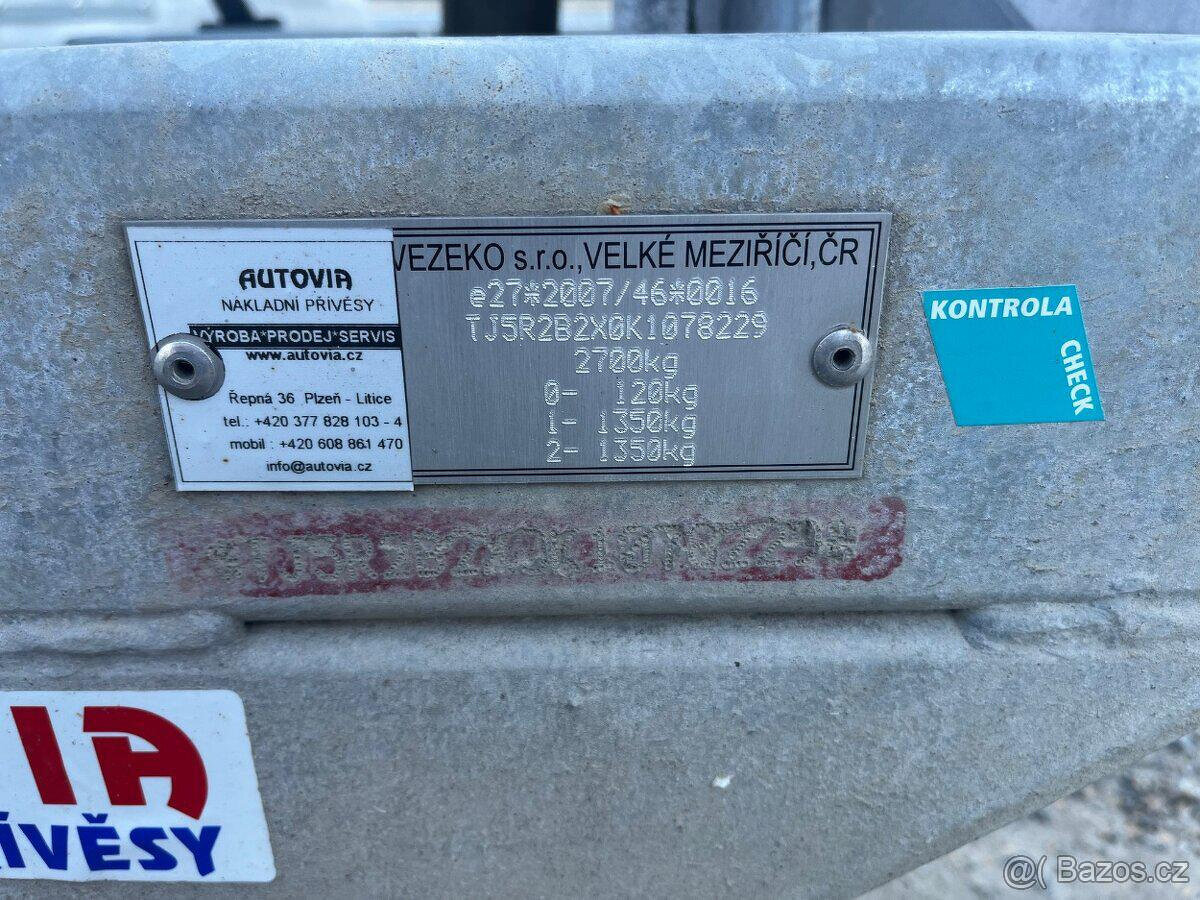 AUTOVIA
NÁKLADNÍ PŘÍVĚSY
VÝROBA*PRODEJ*SERVIS
www.autovia.cz
Řepná 36 Plzeň - Litice
tel.: +420 377 828 103 - 4
mobil : +420 608 861 470
info@autovia.cz
VEZEKO s.r.o.,VELKÉ MEZIŘÍČÍ,ČR
e27*2007/46*0016
TJ5R2B2X0K1078229
2700kg
0- 120kg
1- 1350kg
2- 1350kg
KONTROLA
CHECK
IA
ÍVĚSY
@( Bazos.cz